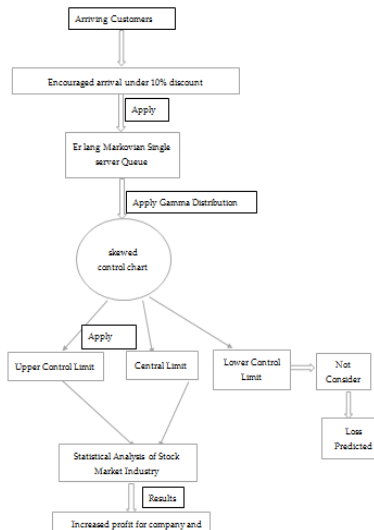 Arriving Customers
Encouraged arrival under 10% discount
Apply
Er lang Markovian Single
server Queue
Apply Gamma Distribution
skewed
control chart
Apply
Upper Control Limit
Central Limit
Lower Control
Limit
Not
Consider
Loss
Predicted
Statistical Analysis of Stock
Market Industry
Results
Increased profit for company and